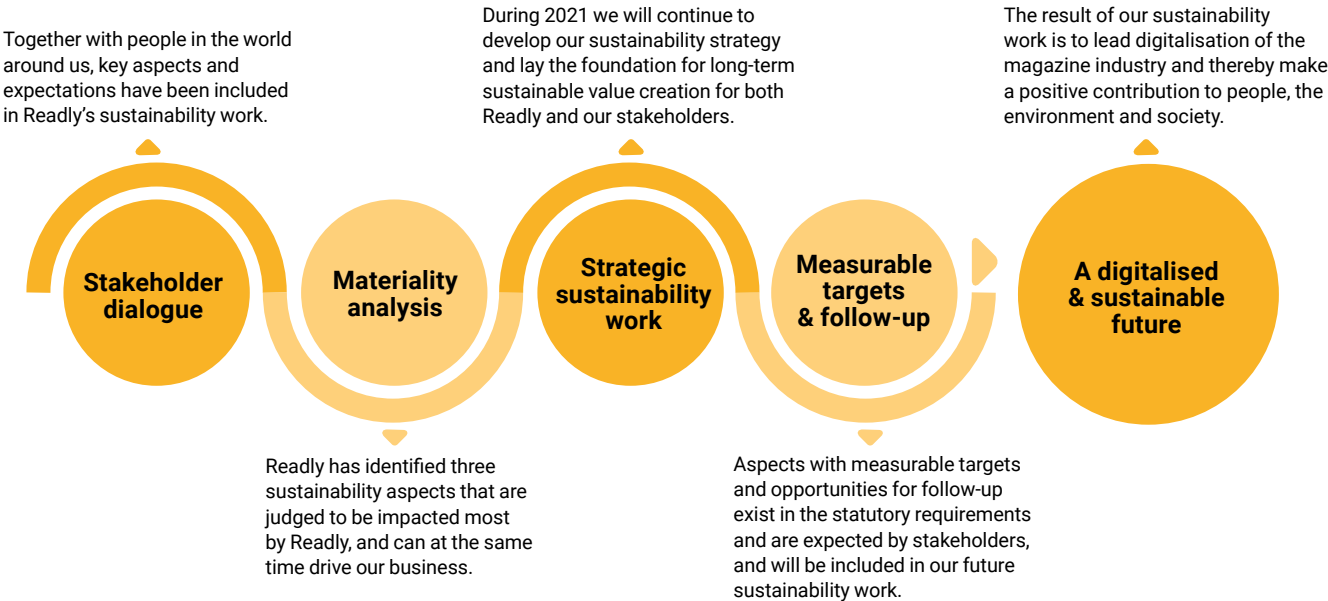 Together with people in the world
around us, key aspects and
expectations have been included
in Readly's sustainability work.
Stakeholder
dialogue
Materiality
analysis
Readly has identified three
sustainability aspects that are
judged to be impacted most
by Readly, and can at the same
time drive our business.
During 2021 we will continue to
develop our sustainability strategy
and lay the foundation for long-term
sustainable value creation for both
Readly and our stakeholders.
Strategic
sustainability
work
Measurable
targets
& follow-up
Aspects with measurable targets
and opportunities for follow-up
exist in the statutory requirements
and are expected by stakeholders,
and will be included in our future
sustainability work.
The result of our sustainability
work is to lead digitalisation of the
magazine industry and thereby make
a positive contribution to people, the
environment and society.
A digitalised
& sustainable
future